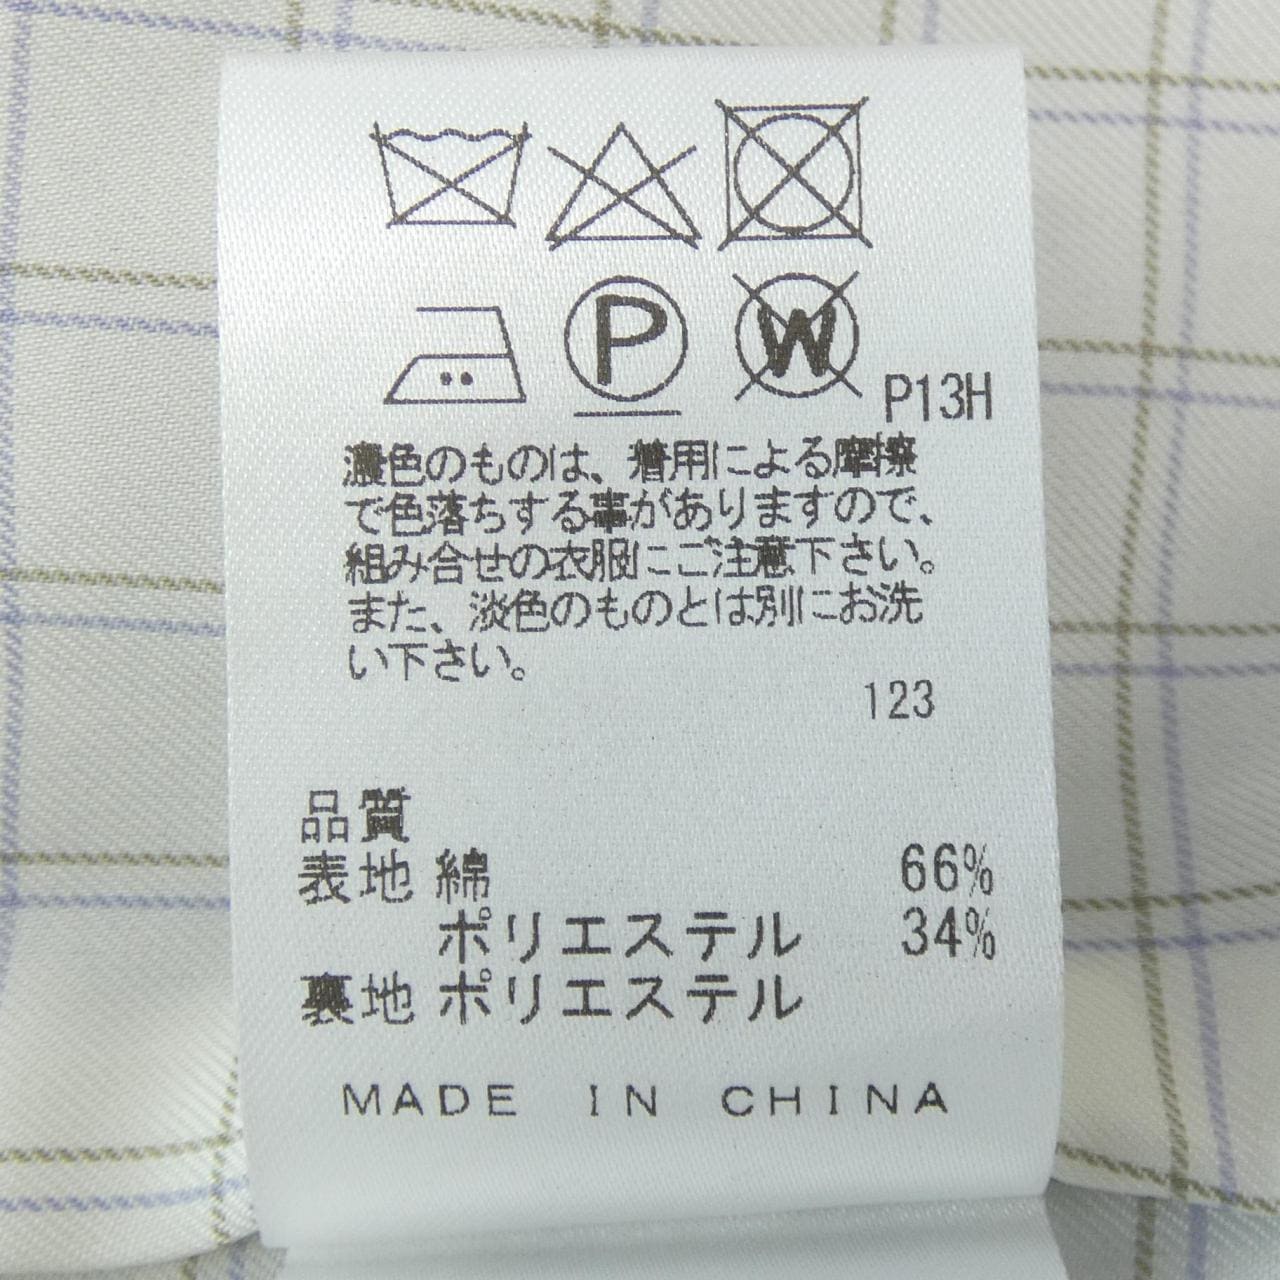 P
W
P13H
濃色のものは、着用による摩擦
で色落ちする事がありますので、
組み合せの衣服にご注意下さい。
また、淡色のものとは別にお洗
い下さい。
123
品質
表地 綿 66%
ポリエステル 34%
裏地 ポリエステル
MADE IN CHINA